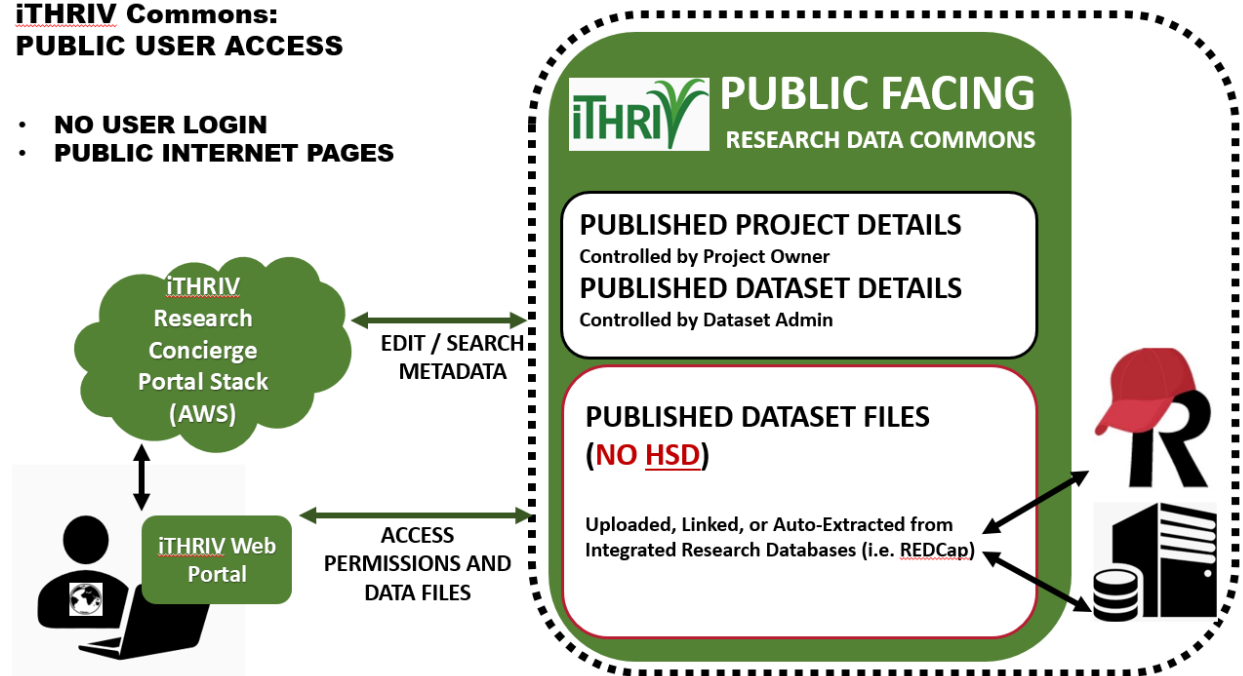 iTHRIV Commons:
PUBLIC USER ACCESS
• NO USER LOGIN
• PUBLIC INTERNET PAGES
iTHRIV
Research
Concierge
Portal Stack
(AWS)
iTHRIV Web
Portal
EDIT / SEARCH
METADATA
ACCESS
PERMISSIONS AND
DATA FILES
iTHRIV
PUBLIC FACING
RESEARCH DATA COMMONS
PUBLISHED PROJECT DETAILS
Controlled by Project Owner
PUBLISHED DATASET DETAILS
Controlled by Dataset Admin
PUBLISHED DATASET FILES
(NO HSD)
Uploaded, Linked, or Auto-Extracted from
Integrated Research Databases (i.e. REDCap)
R